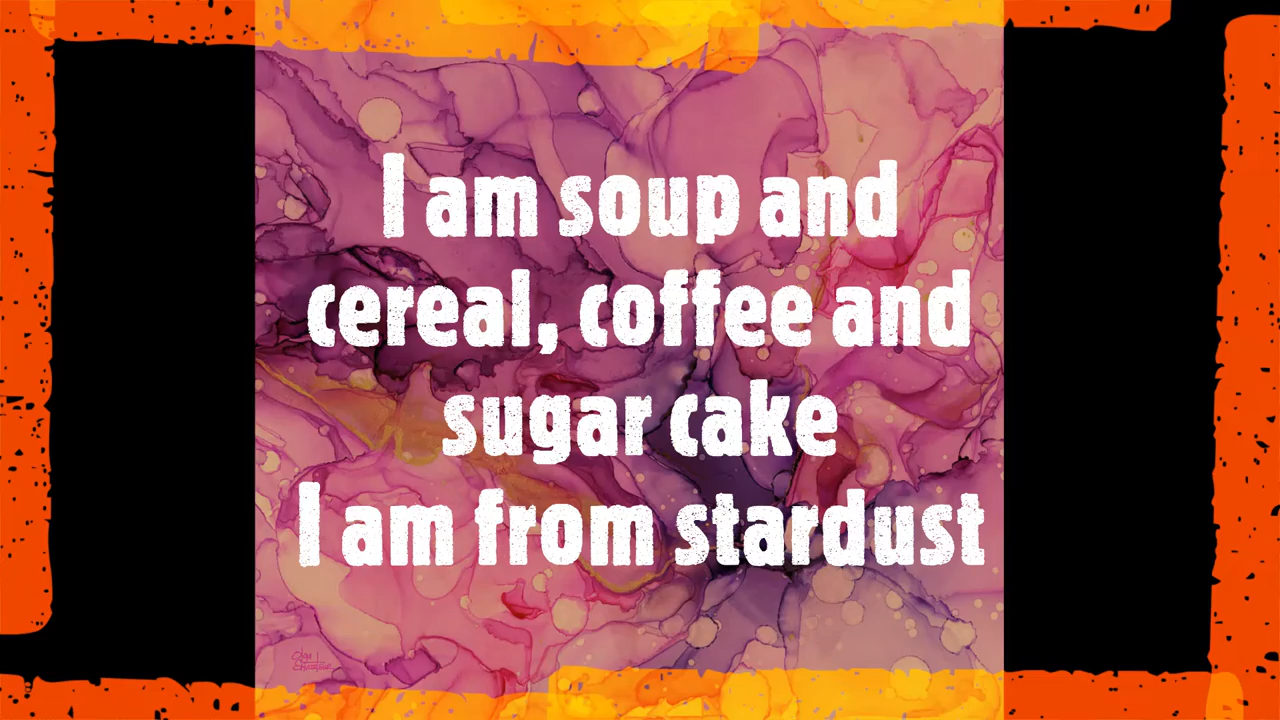 I am soup and
cereal, coffee and
sugar cake
I am from stardust